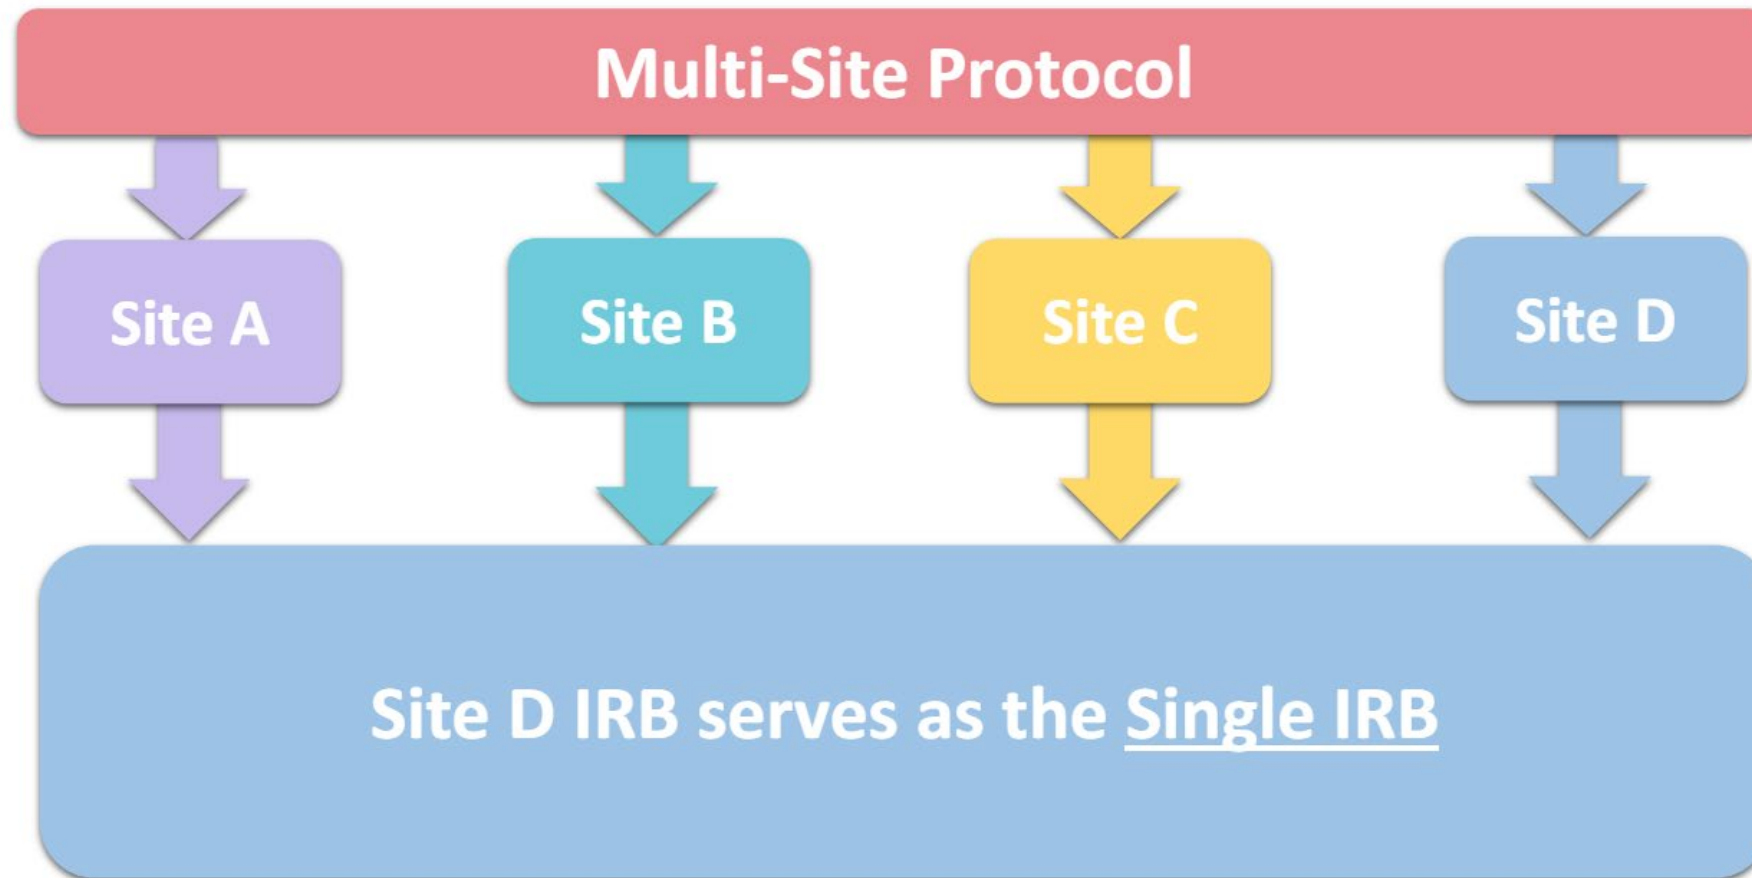 Multi-Site Protocol
Site A
Site B
Site C
Site D
Site D IRB serves as the Single IRB